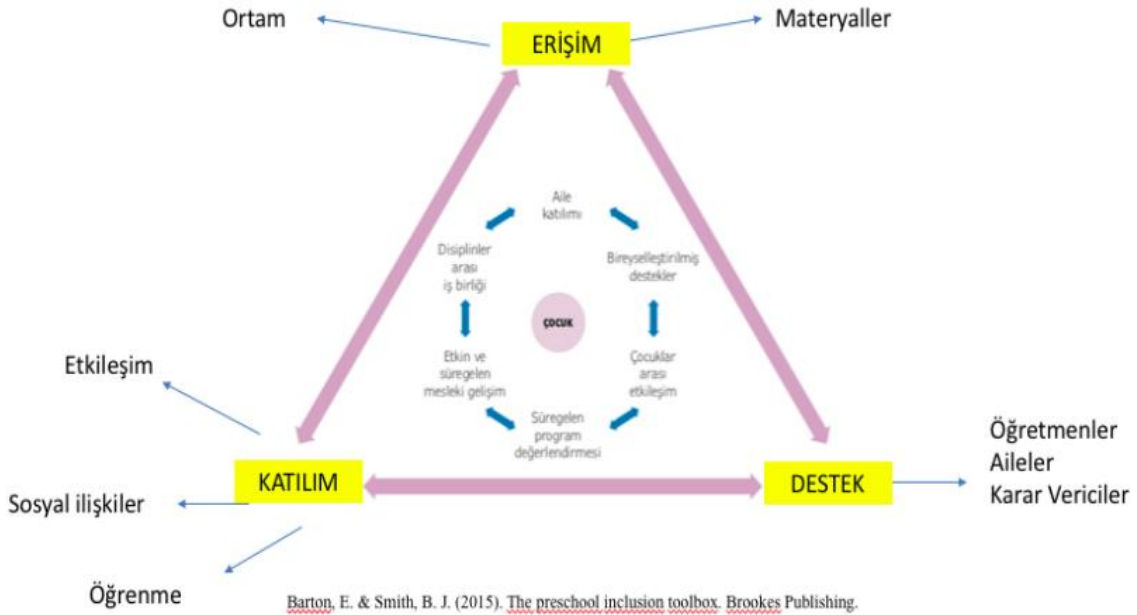 Ortam
Materyaller
ERİŞİM
Aile
katılımı
Disiplinler
arası
iş birliği
Bireyselleştirilmiş
destekler
ÇOCUK
Etkin ve
süregelen
mesleki gelişim
Çocuklar
arası
etkileşim
Süregelen
program
değerlendirmesi
Etkileşim
KATILIM
Sosyal ilişkiler
Öğrenme
DESTEK
Öğretmenler
Aileler
Karar Vericiler
Barton, E. & Smith, B. J. (2015). The preschool inclusion toolbox. Brookes Publishing.